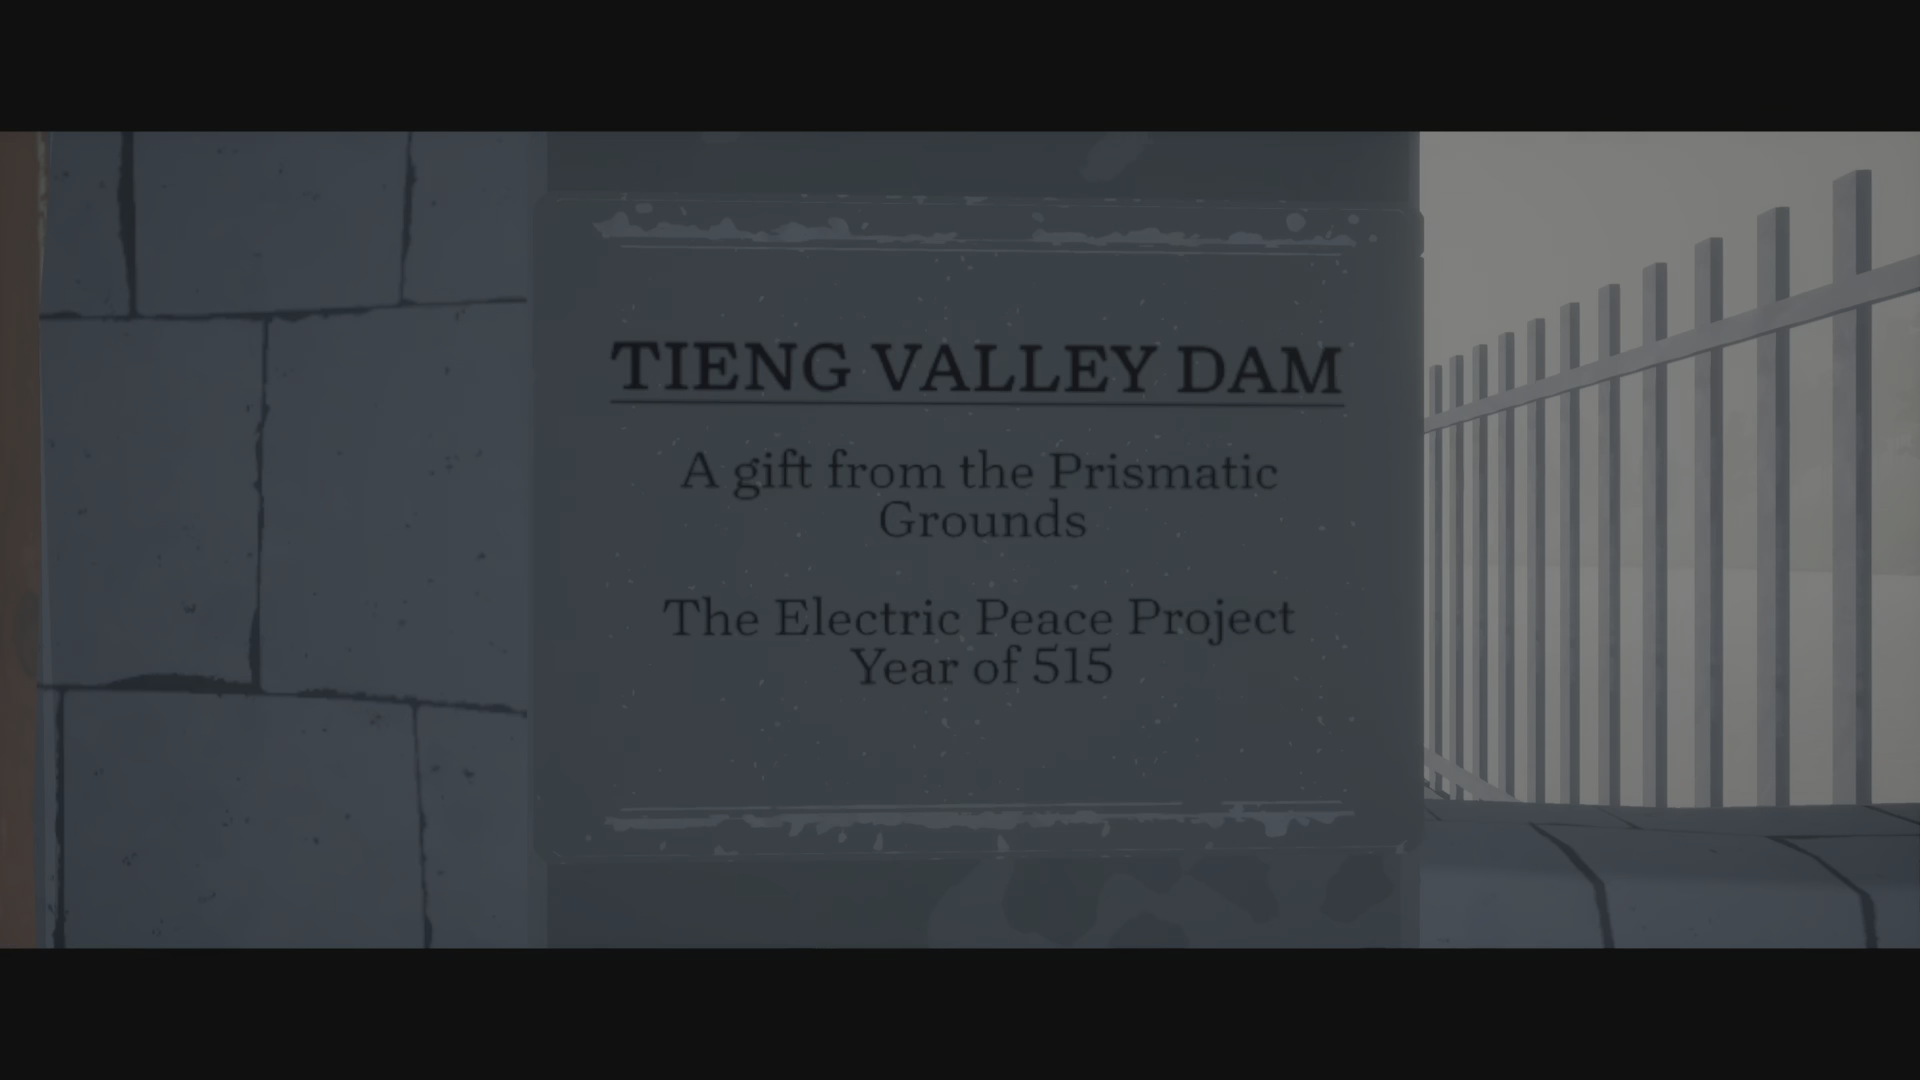 TIENG VALLEY DAM
A gift from the Prismatic
Grounds
The Electric Peace Project
Year of 515